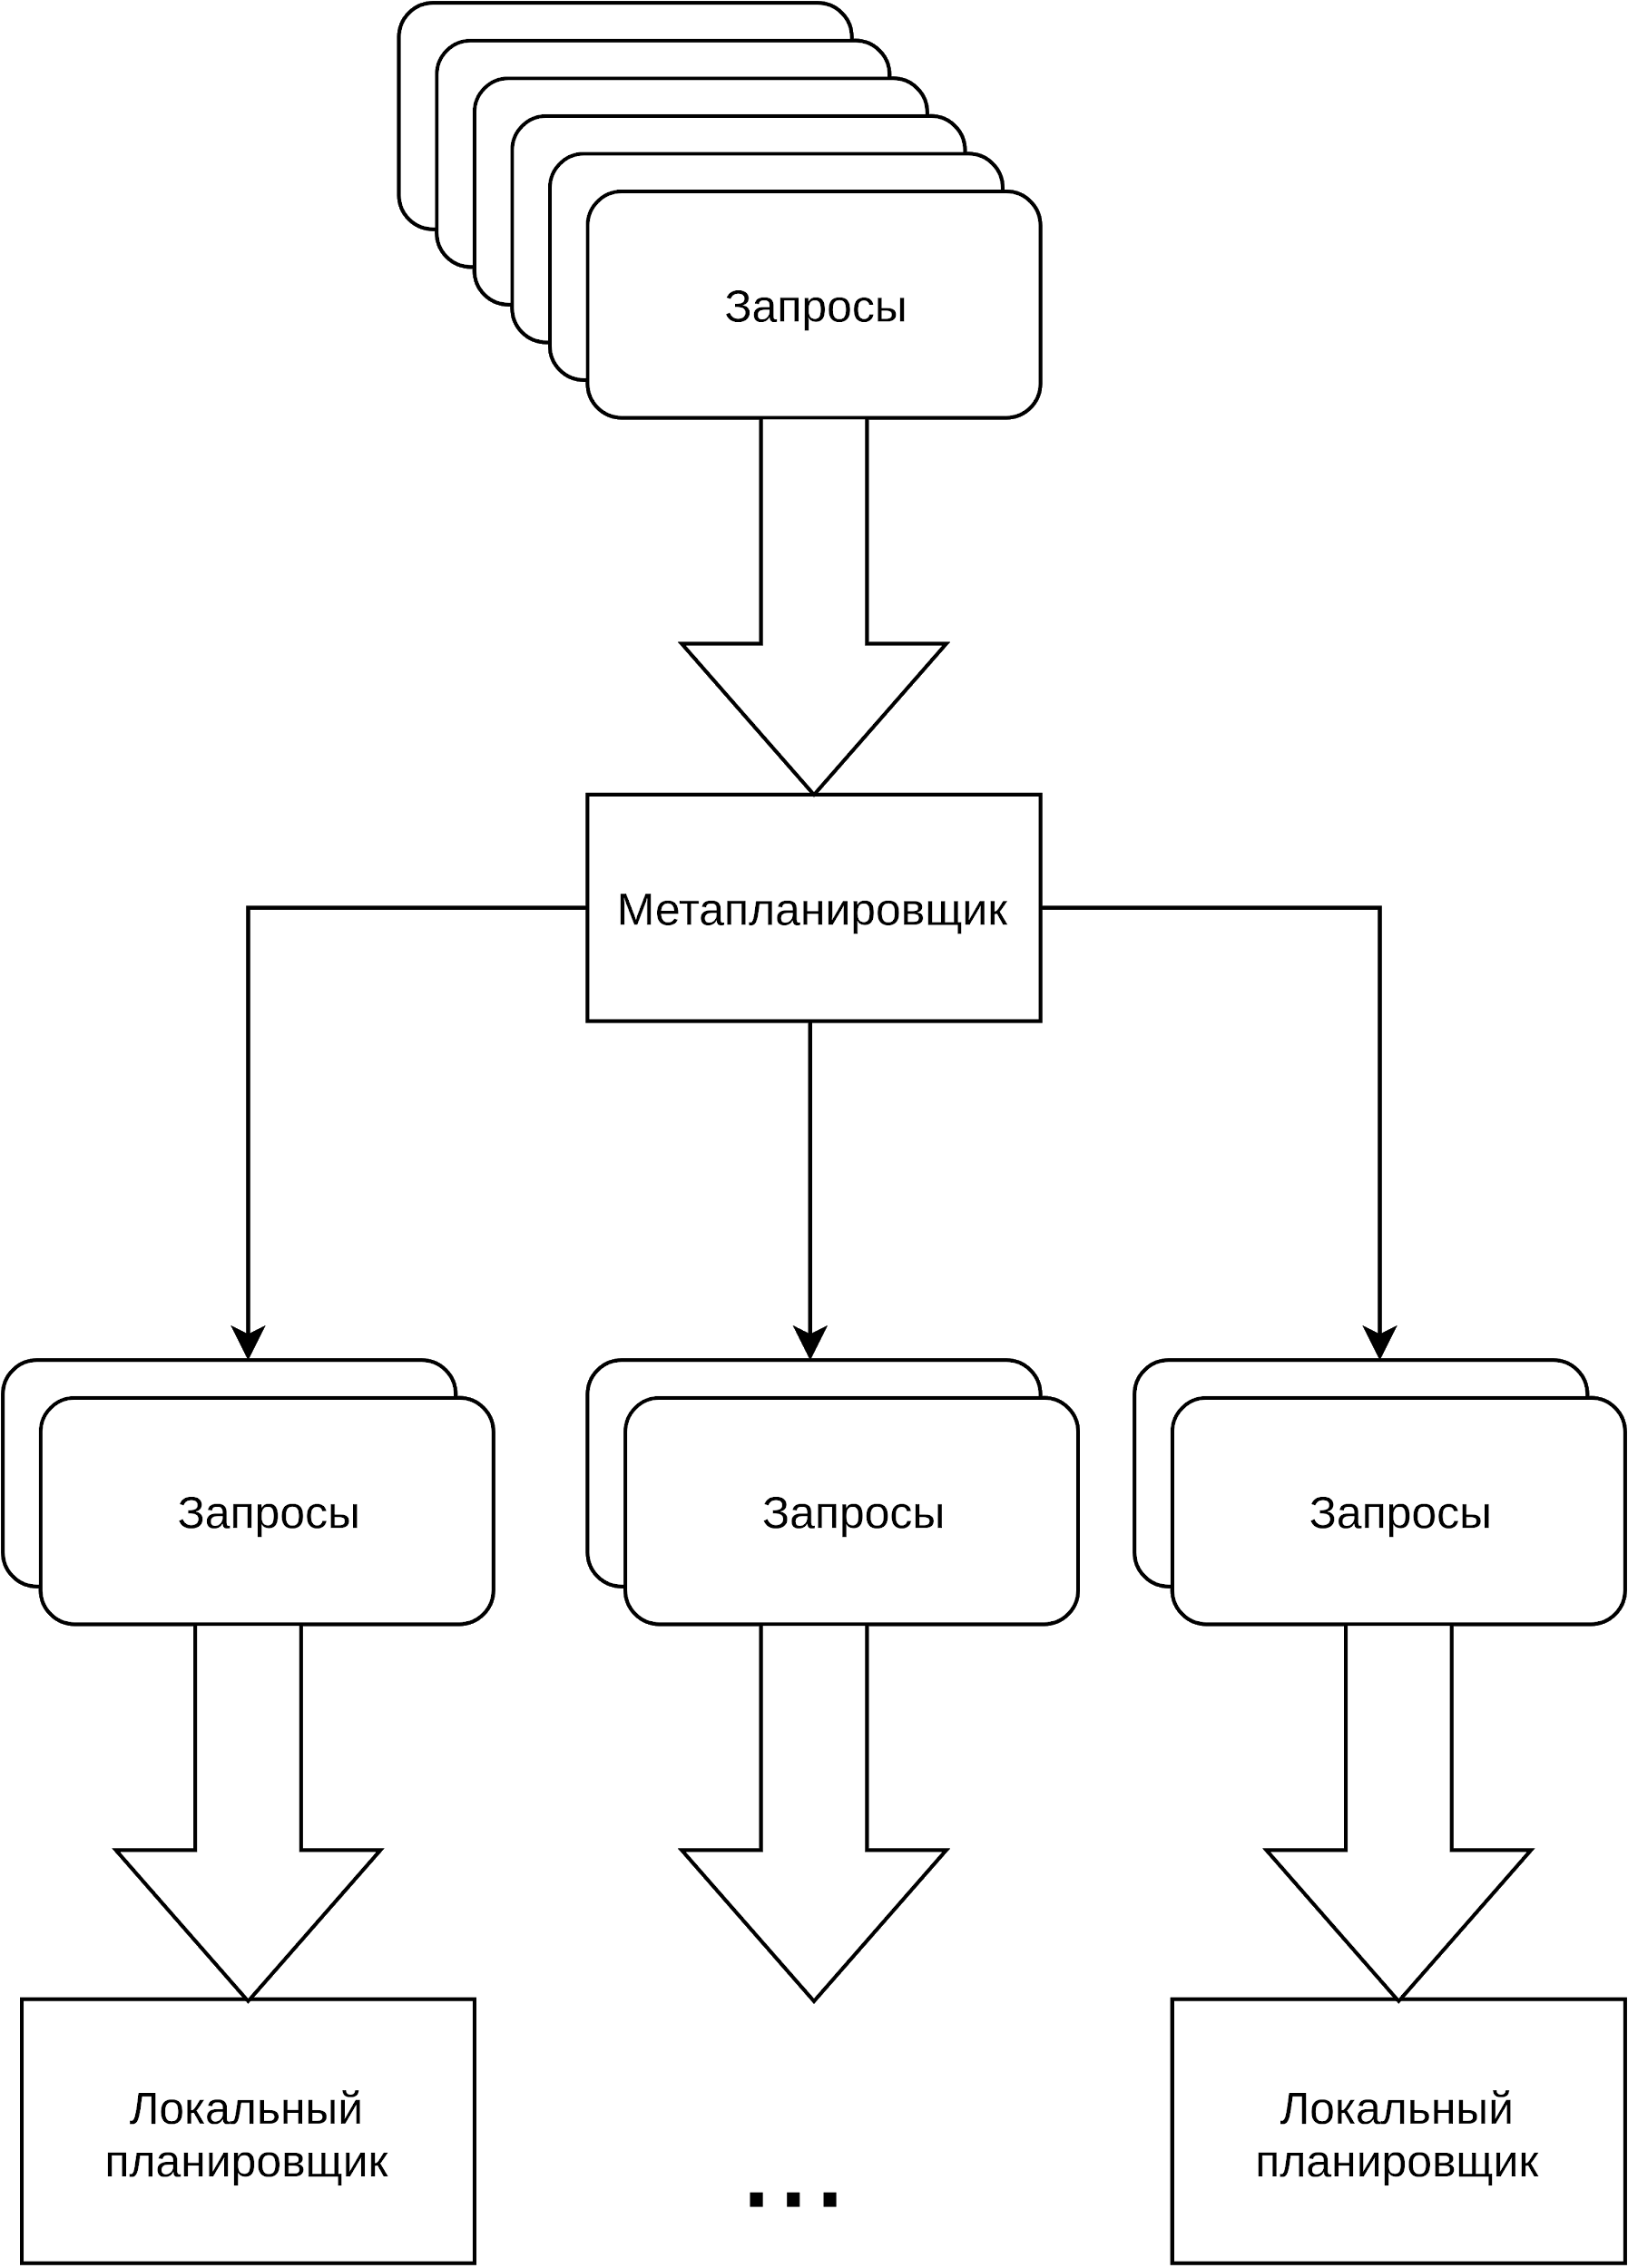 Запросы
Метапланировщик
Запросы
Запросы
Запросы
Локальный
планировщик
...
Локальный
планировщик